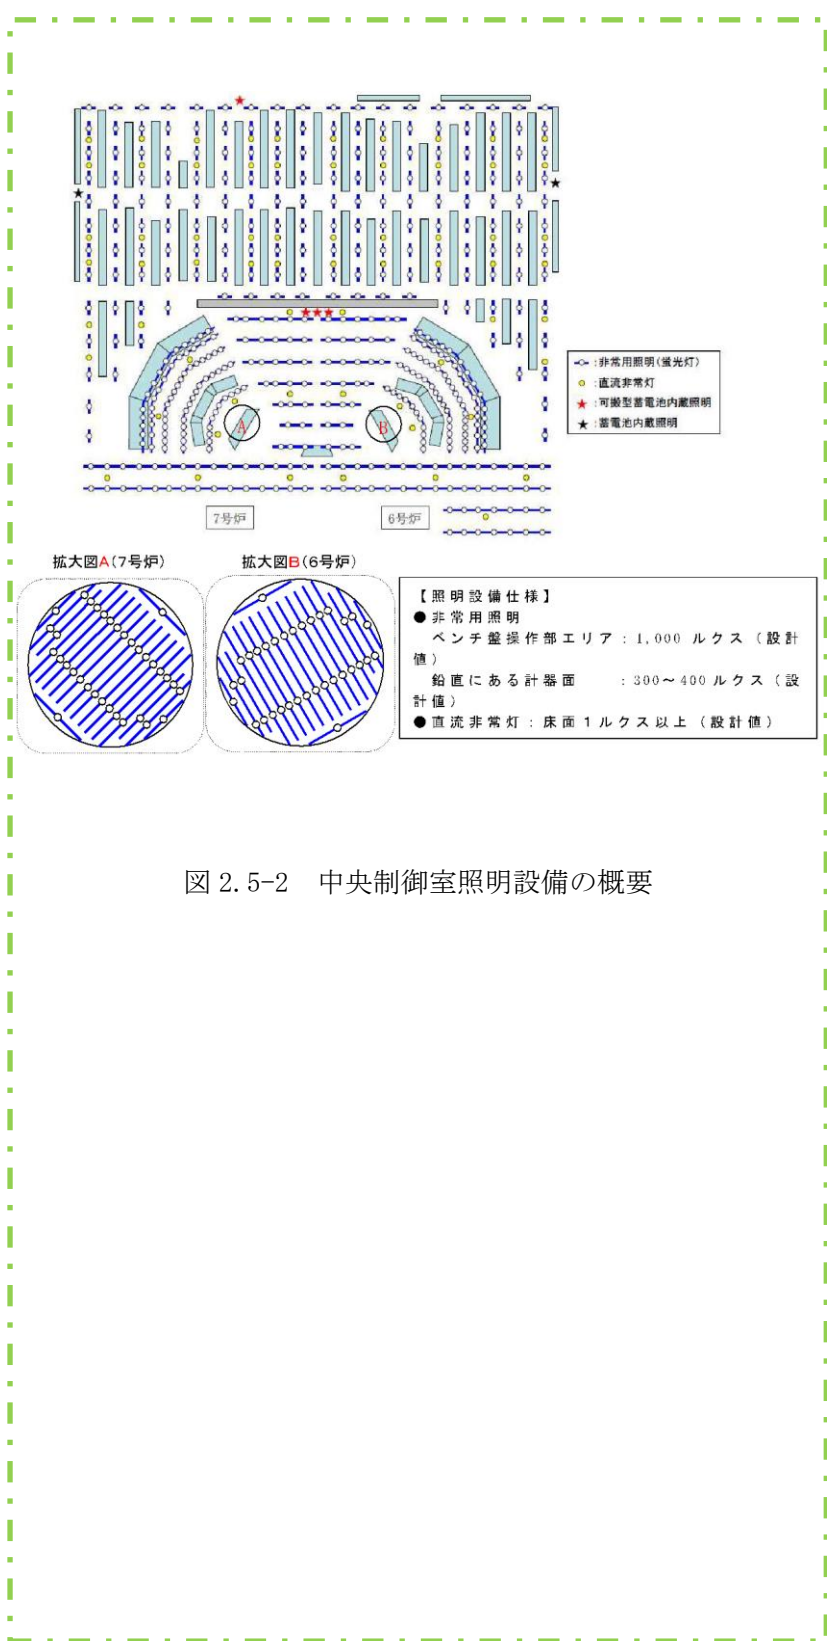 :非常用照明(蛍光灯)
:直流非常灯
:可搬型蓄電池内蔵照明
:蓄電池内蔵照明
A
B
7号炉
6号炉
拡大図A(7号炉)
拡大図B(6号炉)
【照明設備仕様】
●非常用照明
ベンチ盤操作部エリア：1,000 ルクス（設計
値）
鉛直にある計器面　　：300～400 ルクス（設
計値）
●直流非常灯：床面１ルクス以上（設計値）
図 2.5-2　中央制御室照明設備の概要